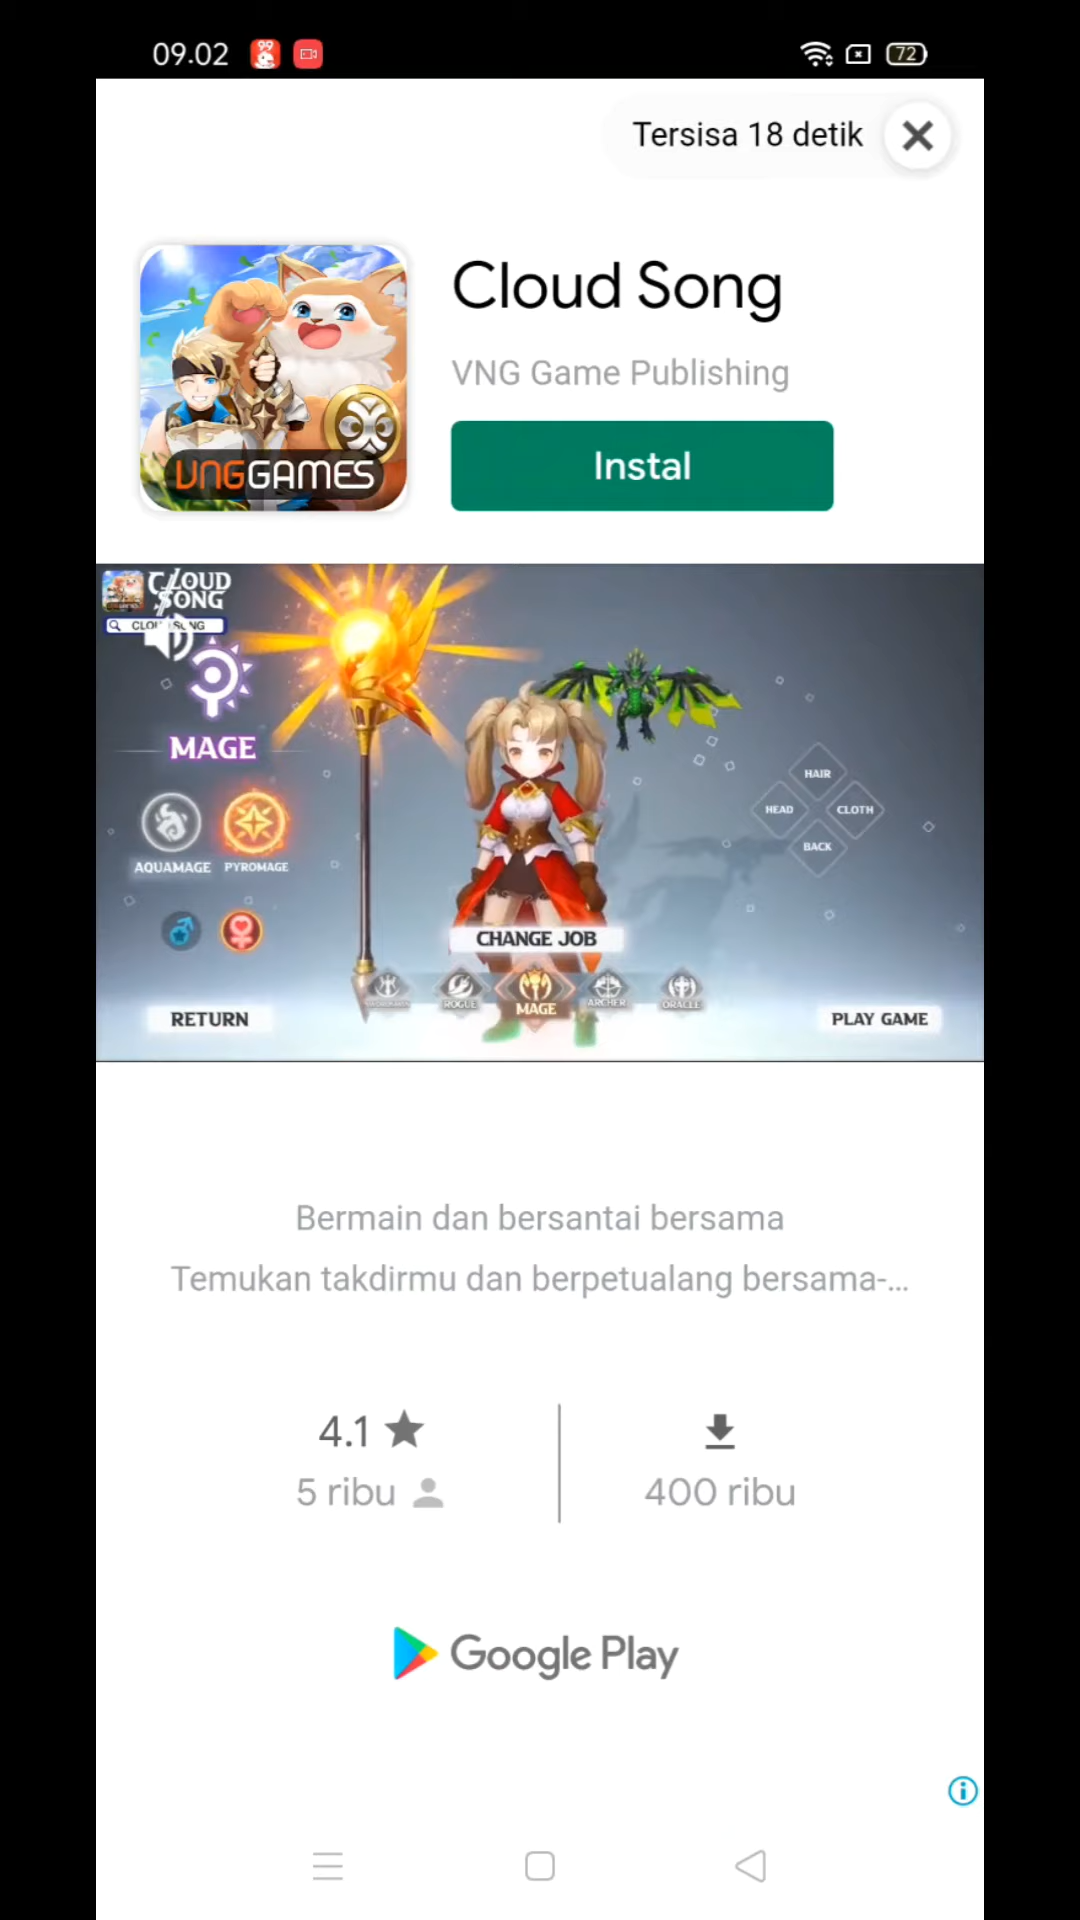 09.02
99
72
Tersisa 18 detik
Cloud Song
VNG Game Publishing
VNGGAMES
Instal
CLOUD SONG
MAGE
AQUAMAGE PYROMAGE
HAIR
HEAD CLOTH
BACK
CHANGE JOB
ROGUE MAGE ARCHER ORACLE
RETURN PLAY GAME
Bermain dan bersantai bersama
Temukan takdirmu dan berpetualang bersama-...
4.1
5 ribu 400 ribu
Google Play